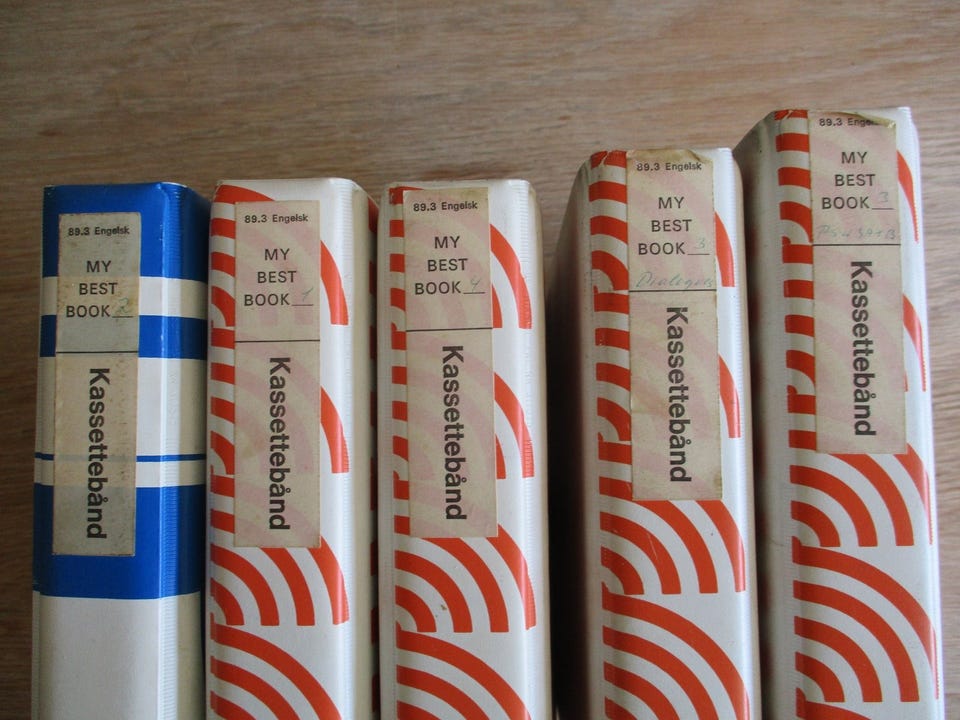 89.3 Engelsk
MY
BEST
BOOK 2
Kassettebånd
89.3 Engelsk
MY
BEST
BOOK 1
Kassettebånd
89.3 Engelsk
MY
BEST
BOOK 4
Kassettebånd
89.3 Engelsk
MY
BEST
BOOK 3
Dialoguer
Kassettebånd
89.3 Engelsk
MY
BEST
BOOK 3
Kassettebånd